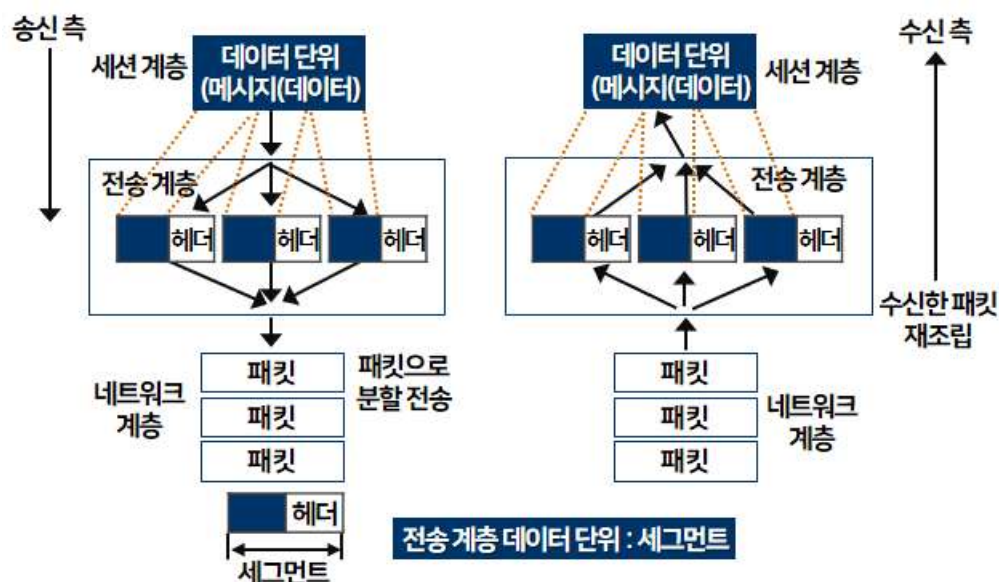 송신 측
세션 계층
데이터 단위
(메시지(데이터)
전송 계층
헤더
헤더
헤더
네트워크
계층
패킷
패킷
패킷
패킷으로
분할 전송
헤더
세그먼트
수신 측
데이터 단위
(메시지(데이터)
세션 계층
전송 계층
헤더
헤더
헤더
수신한 패킷
재조립
패킷
패킷
패킷
네트워크
계층
전송 계층 데이터 단위 : 세그먼트